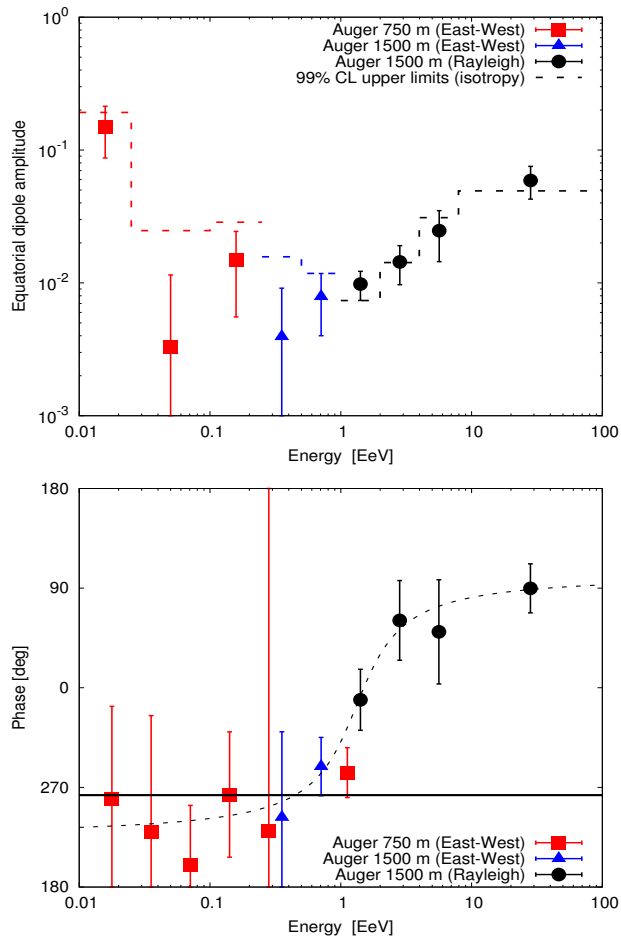 10^0
Auger 750 m (East-West)
Auger 1500 m (East-West)
Auger 1500 m (Rayleigh)
99% CL upper limits (isotropy)
10^-1
Equatorial dipole amplitude
10^-2
10^-3
0.01 0.1 1 10 100
Energy [EeV]
180
90
Phase [deg]
0
270
Auger 750 m (East-West)
Auger 1500 m (East-West)
Auger 1500 m (Rayleigh)
180
0.01 0.1 1 10 100
Energy [EeV]